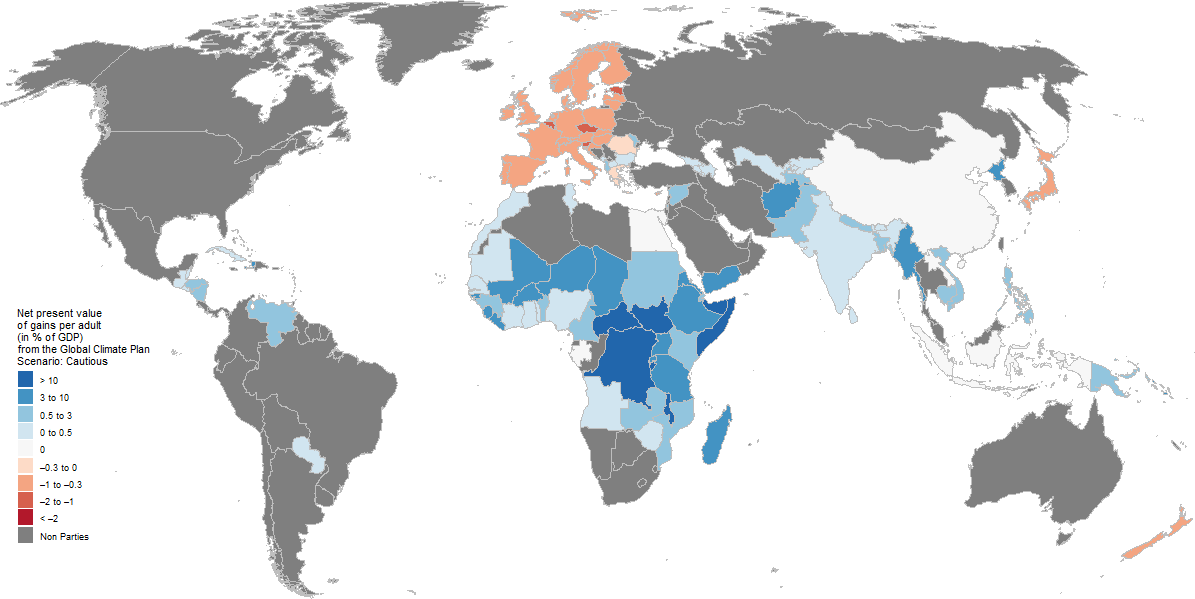 Net present value
of gains per adult
(in % of GDP)
from the Global Climate Plan
Scenario: Cautious
> 10
3 to 10
0.5 to 3
0 to 0.5
0
–0.3 to 0
–1 to –0.3
–2 to –1
< –2
Non Parties